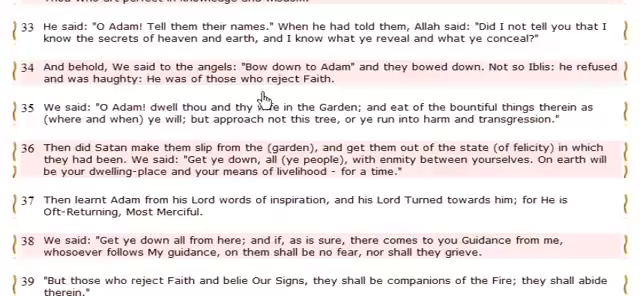 Thou Who art perfect in knowledge and wisdom."
33 He said: "O Adam! Tell them their names." When he had told them, Allah said: "Did I not tell you that I
know the secrets of heaven and earth, and I know what ye reveal and what ye conceal?"
34 And behold, We said to the angels: "Bow down to Adam" and they bowed down. Not so Iblis: he refused
and was haughty: He was of those who reject Faith.
35 We said: "O Adam! dwell thou and thy in the Garden; and eat of the bountiful things therein as
(where and when) ye will; but approach not this tree, or ye run into harm and transgression."
36 Then did Satan make them slip from the (garden), and get them out of the state (of felicity) in which
they had been. We said: "Get ye down, all (ye people), with enmity between yourselves. On earth will
be your dwelling-place and your means of livelihood - for a time."
37 Then learnt Adam from his Lord words of inspiration, and his Lord Turned towards him; for He is
Oft-Returning, Most Merciful.
38 We said: "Get ye down all from here; and if, as is sure, there comes to you Guidance from me,
whosoever follows My guidance, on them shall be no fear, nor shall they grieve.
39 "But those who reject Faith and belie Our Signs, they shall be companions of the Fire; they shall abide
therein."